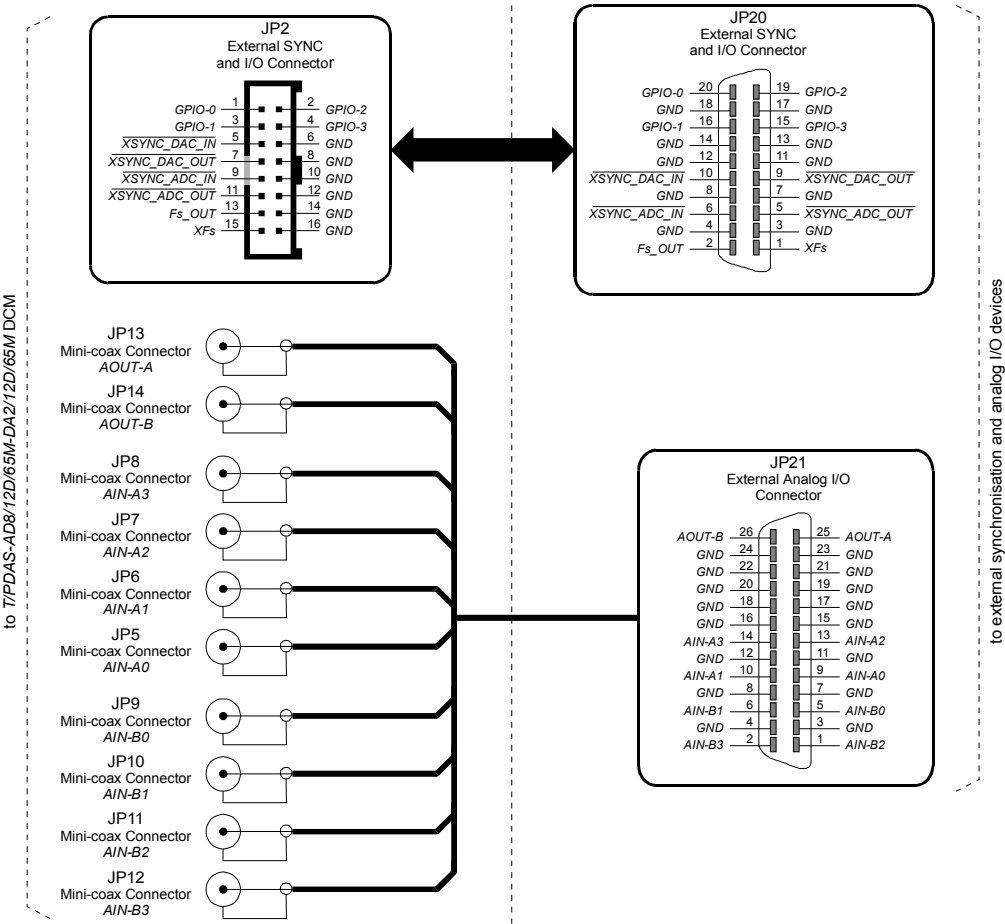 to T/PDAS-AD8/12D/65M-DA2/12D/65M DCM
JP2
External SYNC
and I/O Connector
GPIO-0 1 2 GPIO-2
GPIO-1 3 4 GPIO-3
XSYNC_DAC_IN 5 6 GND
XSYNC_DAC_OUT 7 8 GND
XSYNC_ADC_IN 9 10 GND
XSYNC_ADC_OUT 11 12 GND
Fs_OUT 13 14 GND
XFs 15 16 GND
JP20
External SYNC
and I/O Connector
GPIO-0 20 19 GPIO-2
GND 18 17 GND
GPIO-1 16 15 GPIO-3
GND 14 13 GND
GND 12 11 GND
XSYNC_DAC_IN 10 9 XSYNC_DAC_OUT
GND 8 7 GND
XSYNC_ADC_IN 6 5 XSYNC_ADC_OUT
GND 4 3 GND
Fs_OUT 2 1 XFs
JP13
Mini-coax Connector
AOUT-A
JP14
Mini-coax Connector
AOUT-B
JP8
Mini-coax Connector
AIN-A3
JP7
Mini-coax Connector
AIN-A2
JP6
Mini-coax Connector
AIN-A1
JP5
Mini-coax Connector
AIN-A0
JP9
Mini-coax Connector
AIN-B0
JP10
Mini-coax Connector
AIN-B1
JP11
Mini-coax Connector
AIN-B2
JP12
Mini-coax Connector
AIN-B3
JP21
External Analog I/O
Connector
AOUT-B 26 25 AOUT-A
GND 24 23 GND
GND 22 21 GND
GND 20 19 GND
GND 18 17 GND
GND 16 15 GND
AIN-A3 14 13 AIN-A2
GND 12 11 GND
AIN-A1 10 9 AIN-A0
GND 8 7 GND
AIN-B1 6 5 AIN-B0
GND 4 3 GND
AIN-B3 2 1 AIN-B2
to external synchronisation and analog I/O devices